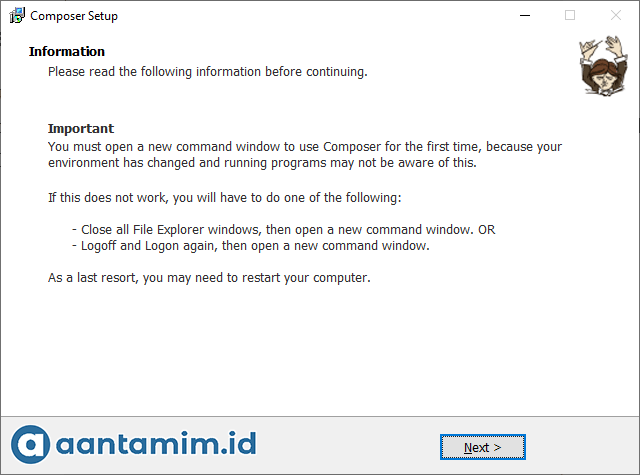 Composer Setup
Information
Please read the following information before continuing.
Important
You must open a new command window to use Composer for the first time, because your
environment has changed and running programs may not be aware of this.
If this does not work, you will have to do one of the following:
- Close all File Explorer windows, then open a new command window. OR
- Logoff and Logon again, then open a new command window.
As a last resort, you may need to restart your computer.
a aantamim.id
Next >